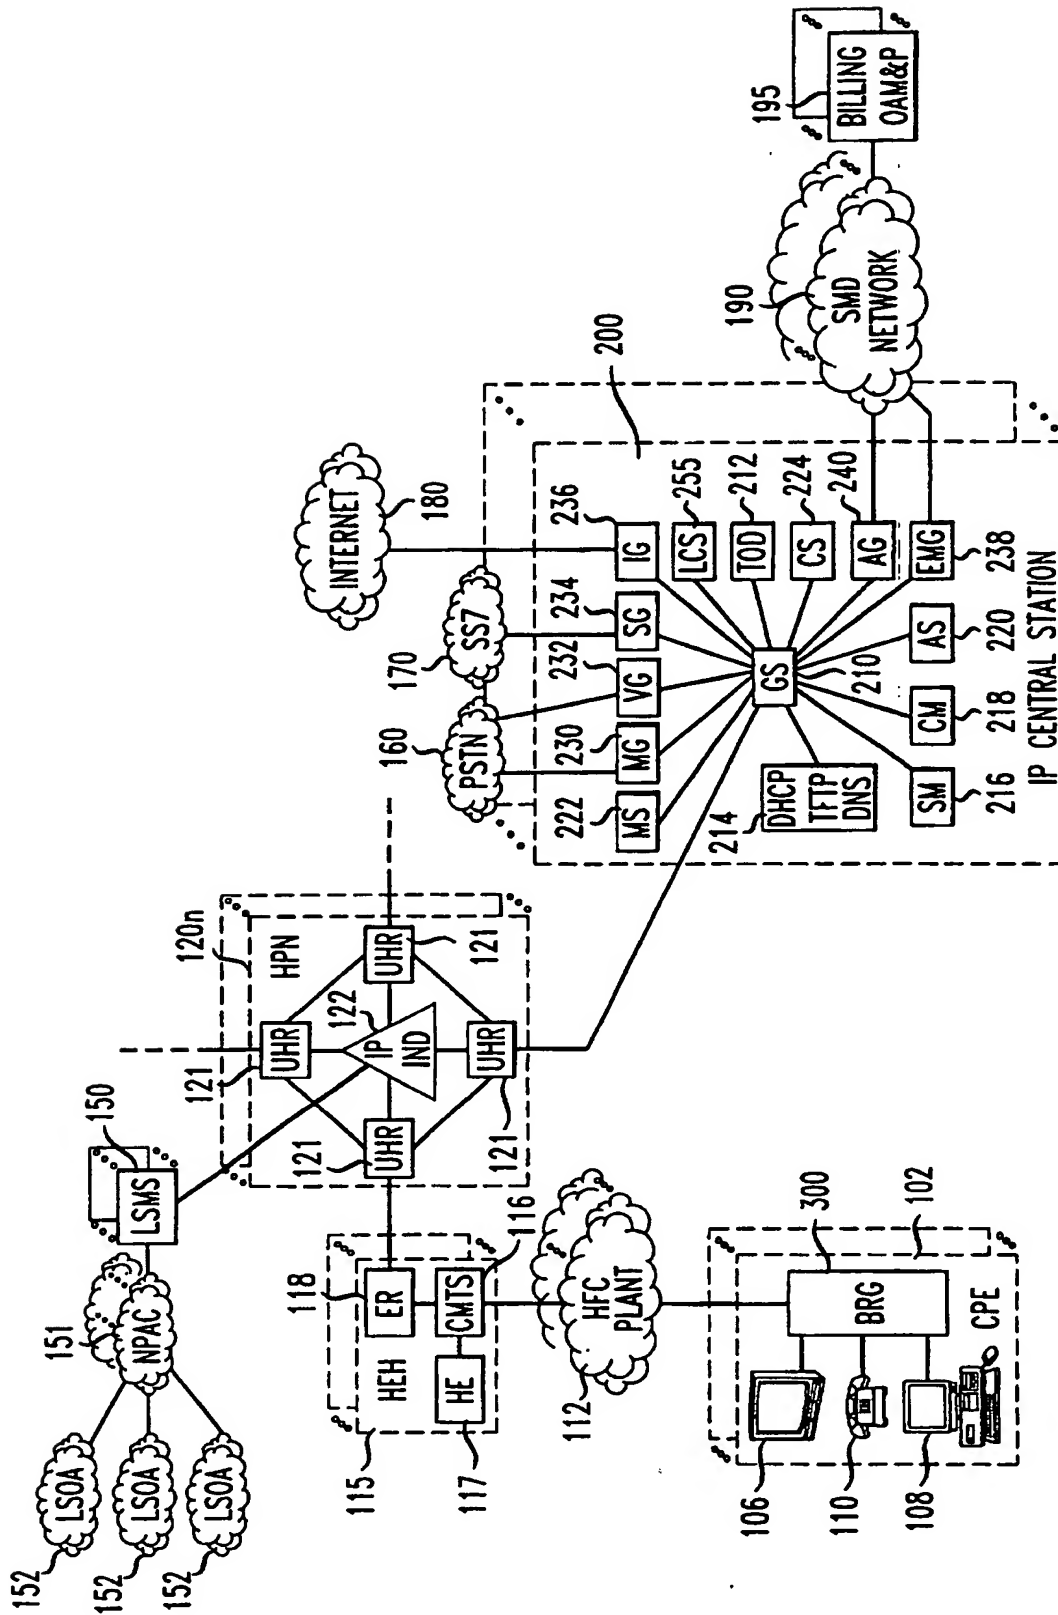 152
LSOA
152
LSOA
152
LSOA
151
NPAC
150
LSMS
115
HEH
118
ER
116
CMTS
HE
117
112
HFC
PLANT
106
110
108
300
BRG
102
CPE
120n
HPN
121
UHR
121
UHR
121
UHR
121
UHR
122
IP
IND
160
PSTN
170
SS7
INTERNET
180
200
222
MS
230
MG
232
VG
234
SG
236
IG
LCS
255
TOD
212
CS
224
AG
240
EMG
238
GS
210
214
DHCP
TFTP
DNS
SM
216
CM
218
AS
220
IP CENTRAL STATION
190
SMD
NETWORK
195
BILLING
OAM&P